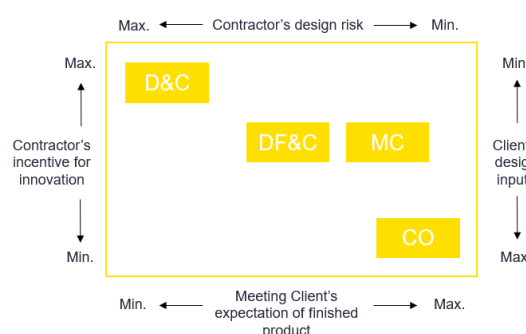 Max. Contractor's design risk Min.
Max.
Min
D&C
Contractor's
incentive for
innovation
DF&C
MC
Client
design
input
CO
Min.
Max
Min.
Meeting Client's
expectation of finished
product
Max.